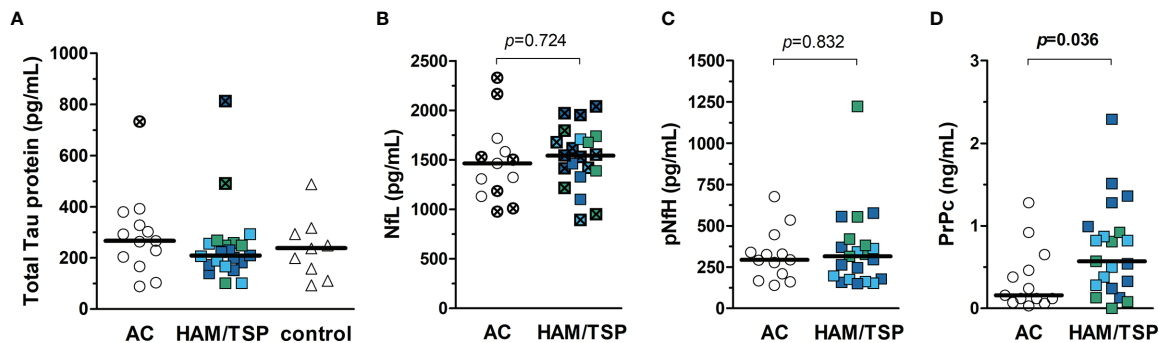 A
Total Tau protein (pg/mL)
1000
800
600
400
200
0
AC HAM/TSP control
B
p=0.724
NfL (pg/mL)
2500
2000
1500
1000
500
0
AC HAM/TSP
C
p=0.832
pNfH (pg/mL)
1500
1250
1000
750
500
250
0
AC HAM/TSP
D
p=0.036
PrPc (ng/mL)
3
2
1
0
AC HAM/TSP